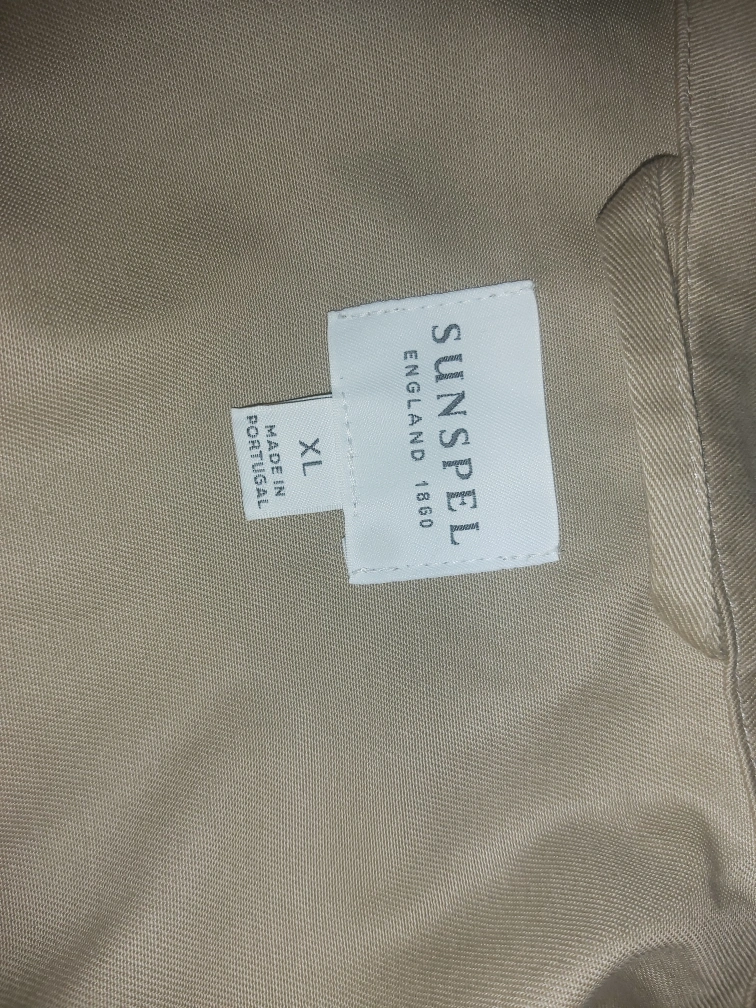 SUNSPEL
ENGLAND 1860
XL
MADE IN
PORTUGAL